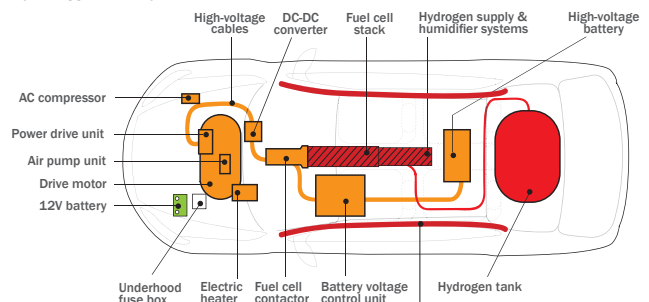 High-voltage
cables
DC-DC
converter
Fuel cell
stack
Hydrogen supply &
humidifier systems
High-voltage
battery
AC compressor
Power drive unit
Air pump unit
Drive motor
12V battery
Underhood
fuse box
Electric
heater
Fuel cell
contactor
Battery voltage
control unit
Hydrogen tank